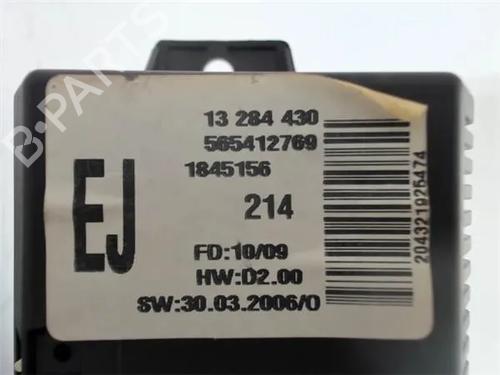 B-PARTS
13 284 430
565412769
1845156
EJ
214
FD:10/09
HW:D2.00
SW:30.03.2006/0
204321925474